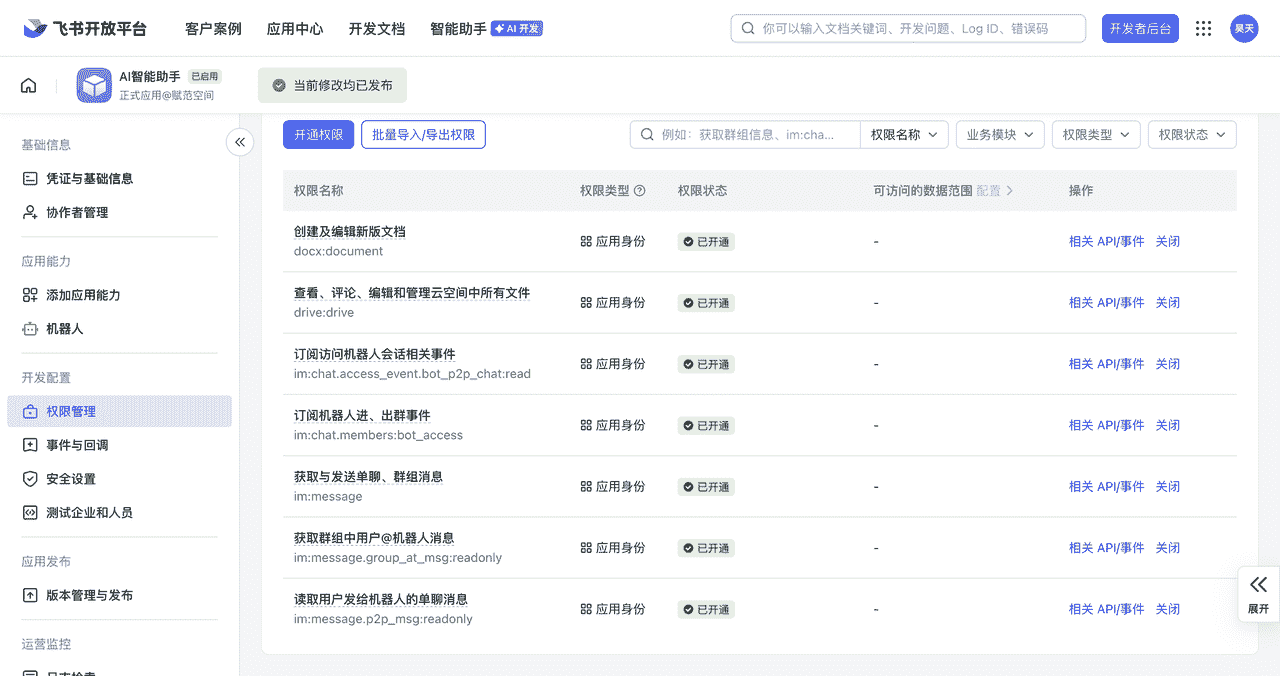 飞书开放平台 客户案例 应用中心 开发文档 智能助手 AI 开发 你可以输入文档关键词、开发问题、Log ID、错误码 开发者后台 昊天
AI智能助手 已启用
正式应用@赋范空间
当前修改均已发布
基础信息
凭证与基础信息
协作者管理
应用能力
添加应用能力
机器人
开发配置
权限管理
事件与回调
安全设置
测试企业和人员
应用发布
版本管理与发布
运营监控
开通权限 批量导入/导出权限 例如：获取群组信息、im:cha... 权限名称 业务模块 权限类型 权限状态
权限名称 权限类型 权限状态 可访问的数据范围 配置 操作
创建及编辑新版文档
docx:document
应用身份 已开通 - 相关 API/事件 关闭
查看、评论、编辑和管理云空间中所有文件
drive:drive
应用身份 已开通 - 相关 API/事件 关闭
订阅访问机器人会话相关事件
im:chat.access_event.bot_p2p_chat:read
应用身份 已开通 - 相关 API/事件 关闭
订阅机器人进、出群事件
im:chat.members:bot_access
应用身份 已开通 - 相关 API/事件 关闭
获取与发送单聊、群组消息
im:message
应用身份 已开通 - 相关 API/事件 关闭
获取群组中用户@机器人消息
im:message.group_at_msg:readonly
应用身份 已开通 - 相关 API/事件 关闭
读取用户发给机器人的单聊消息
im:message.p2p_msg:readonly
应用身份 已开通 - 相关 API/事件 关闭
展开